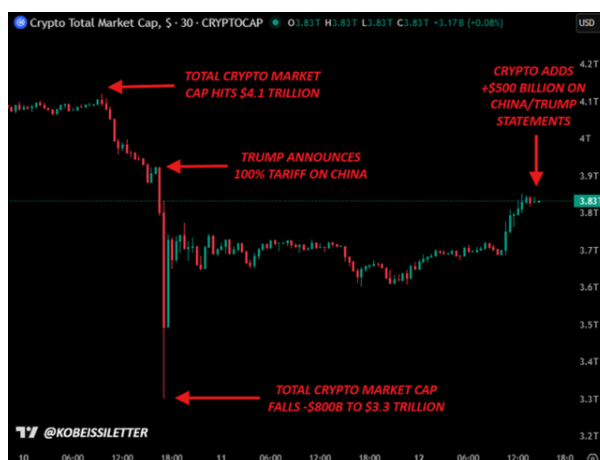 Crypto Total Market Cap, $ · 30 · CRYPTOCAP O3.83T H3.83T L3.83T C3.83T +3.17B (+0.08%) USD
TOTAL CRYPTO MARKET
CAP HITS $4.1 TRILLION
CRYPTO ADDS
+$500 BILLION ON
CHINA/TRUMP
STATEMENTS
TRUMP ANNOUNCES
100% TARIFF ON CHINA
TOTAL CRYPTO MARKET CAP
FALLS -$800B TO $3.3 TRILLION
@KOBEISSILETTER
4.2T
4.1T
4T
3.9T
3.83T
3.8T
3.7T
3.6T
3.5T
3.4T
3.3T
3.2T
10 06:00 12:00 18:00 11 06:00 12:00 18:00 12 06:00 12:00 18:0